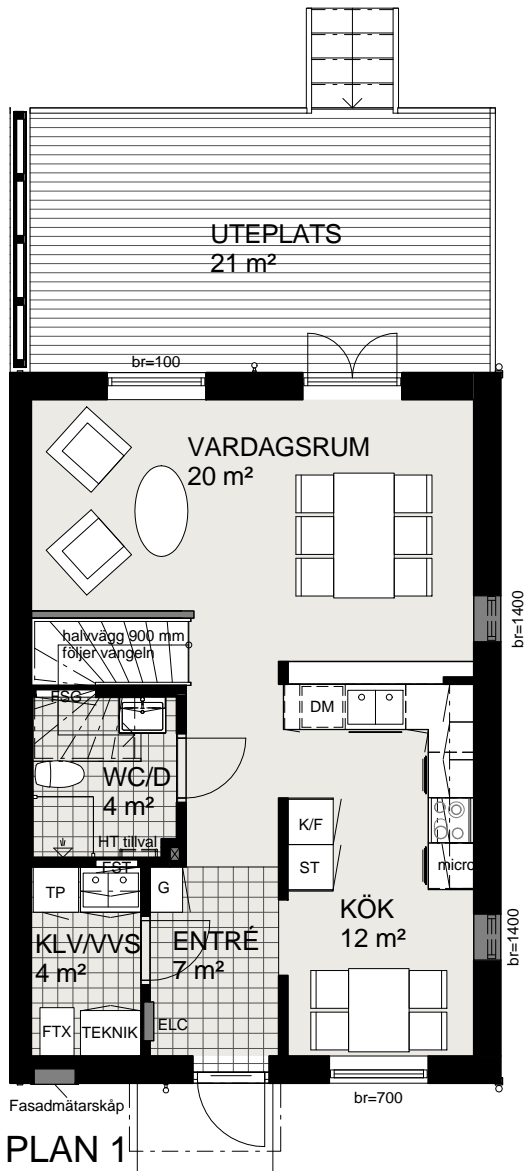 UTEPLATS
21 m²
br=100
VARDAGSRUM
20 m²
br=1400
halvvägg 900 mm
följer vangeln
FSG
DM
WC/D
4 m²
K/F
HT tillval
ST
micro
FST
TP
G
KÖK
12 m²
br=1400
KLV/VVS
4 m²
ENTRÉ
7 m²
FTX
TEKNIK
ELC
Fasadmätarskåp
br=700
PLAN 1